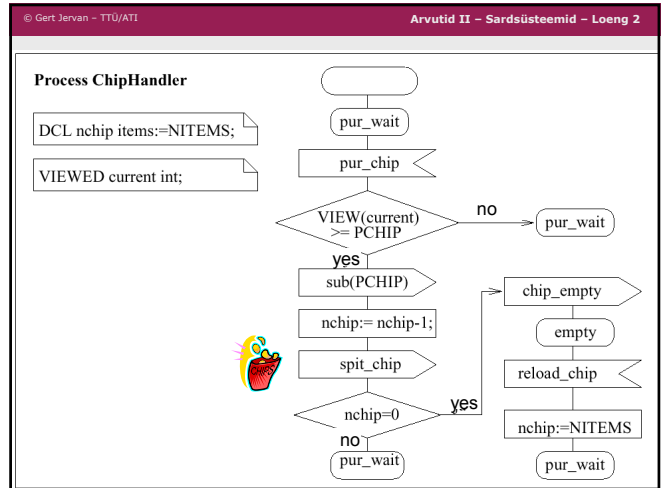 © Gert Jervan – TTÜ/ATI
Arvutid II – Sardsüsteemid – Loeng 2
Process ChipHandler
DCL nchip items:=NITEMS;
VIEWED current int;
pur_wait
pur_chip
VIEW(current)
>= PCHIP
no
pur_wait
yes
sub(PCHIP)
nchip:= nchip-1;
spit_chip
nchip=0
no
pur_wait
yes
chip_empty
empty
reload_chip
nchip:=NITEMS
pur_wait